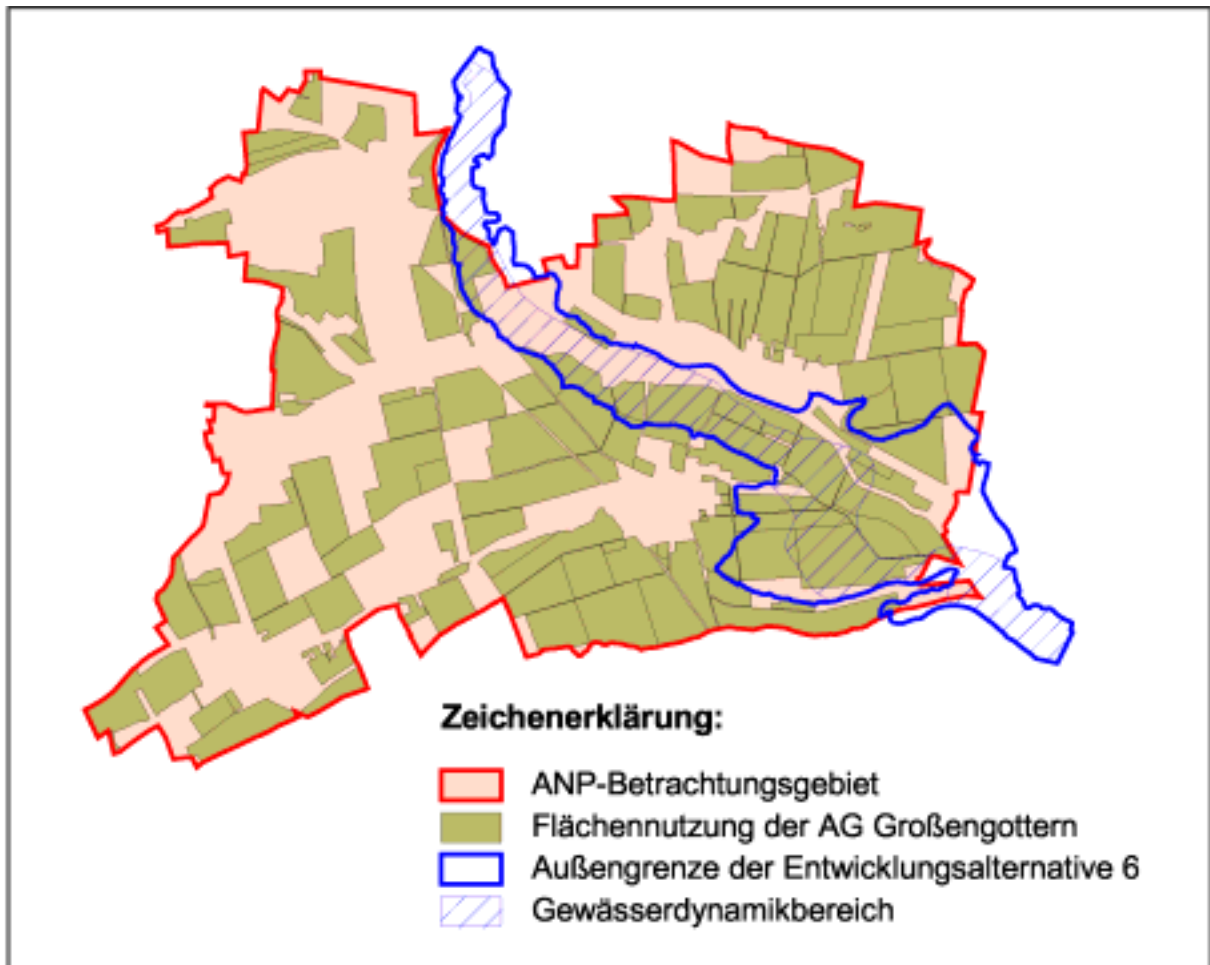 Zeichenerklärung:
ANP-Betrachtungsgebiet
Flächennutzung der AG Großengottern
Außengrenze der Entwicklungsalternative 6
Gewässerdynamikbereich